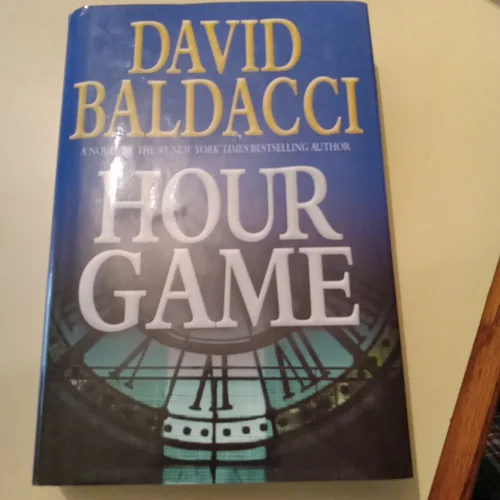 DAVID
BALDACCI
A NOVEL BY THE #1 NEW YORK TIMES BESTSELLING AUTHOR
HOUR
GAME